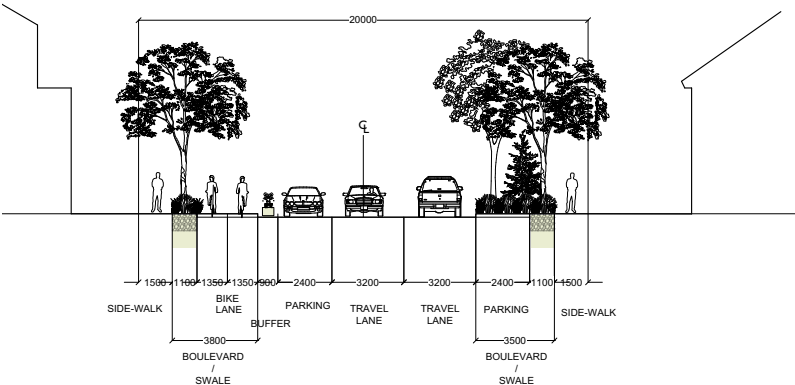 20000
℄
1500 1100 1350 1350 900 2400 3200 3200 2400 1100 1500
SIDE-WALK
BIKE
LANE
BUFFER
PARKING
TRAVEL
LANE
TRAVEL
LANE
PARKING
SIDE-WALK
3800
3500
BOULEVARD
/
SWALE
BOULEVARD
/
SWALE